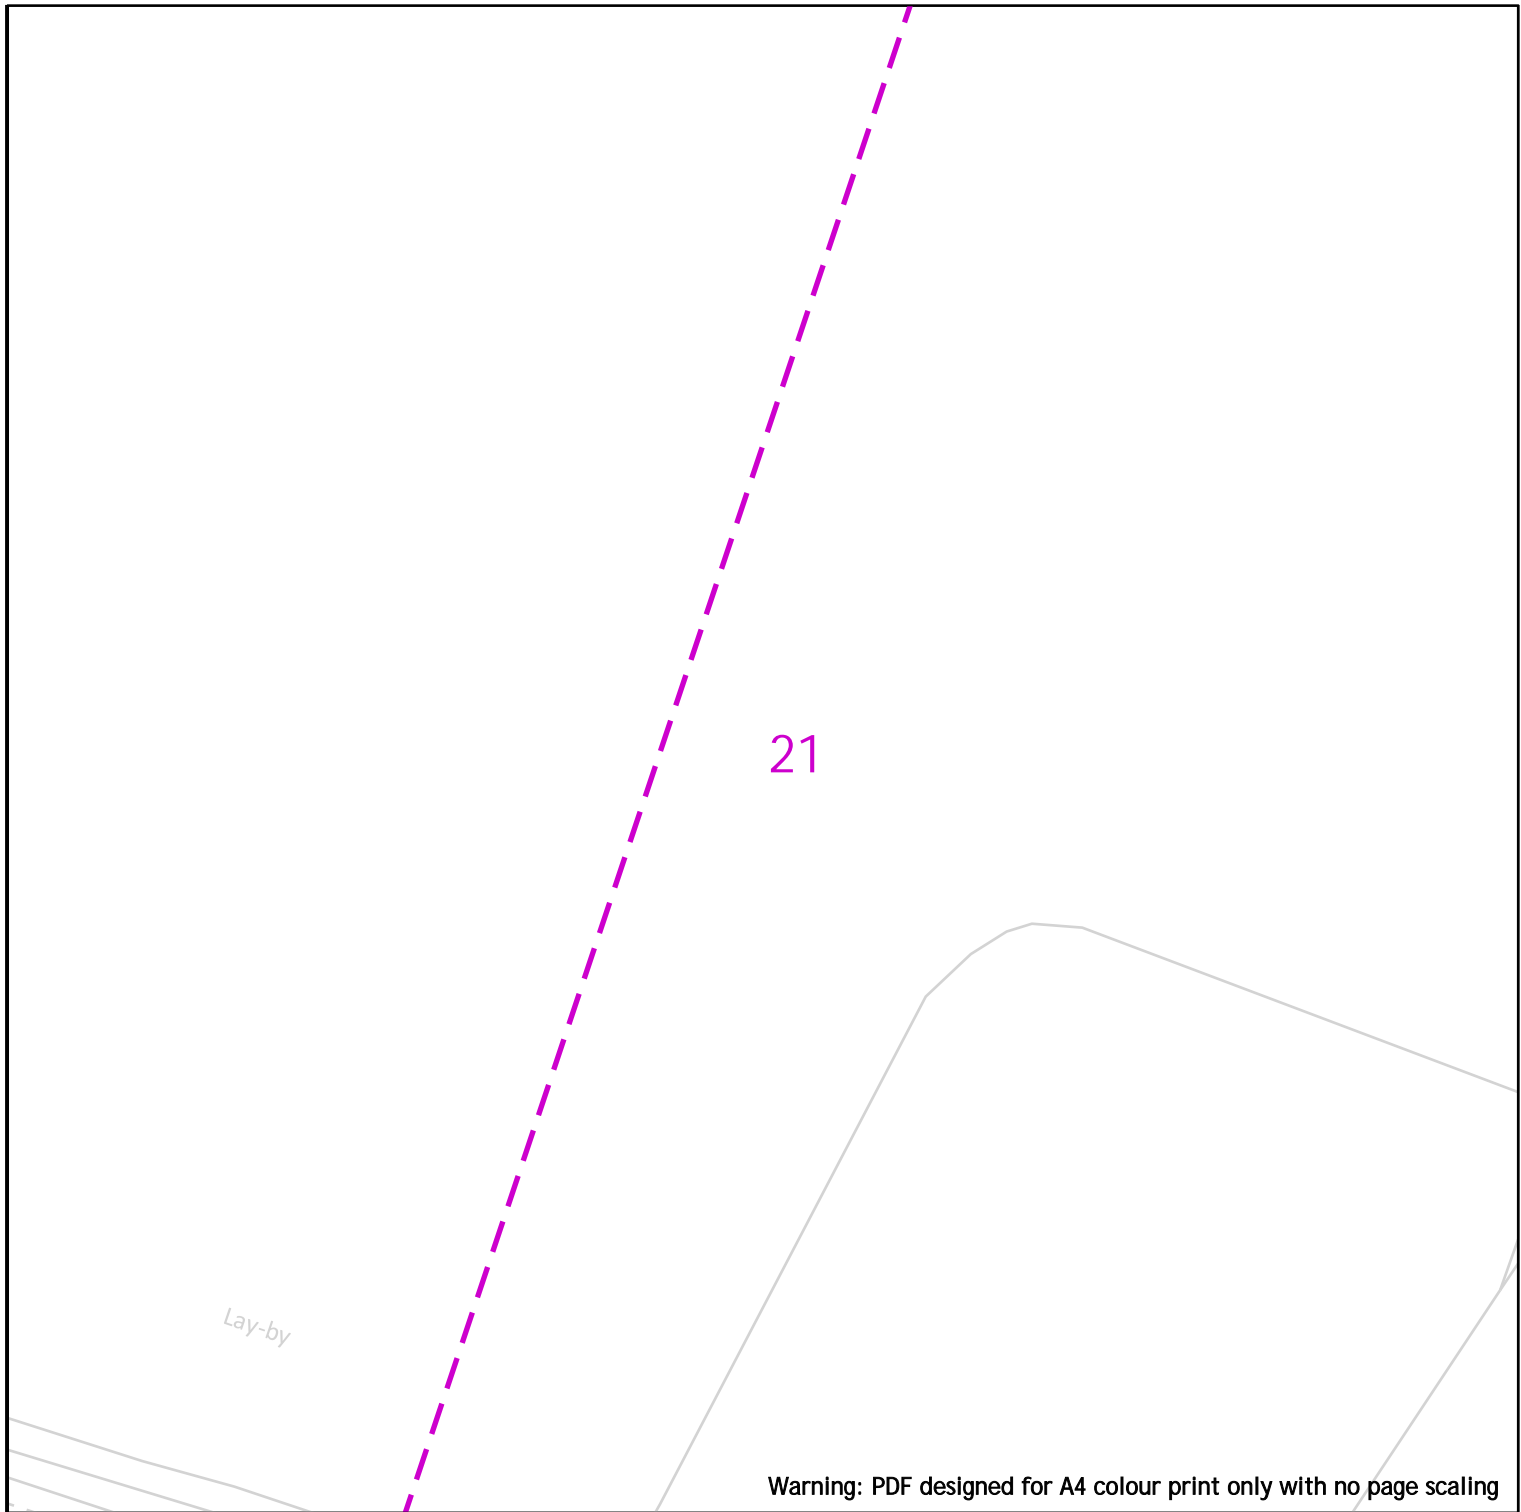 21
Lay-by
Warning: PDF designed for A4 colour print only with no page scaling